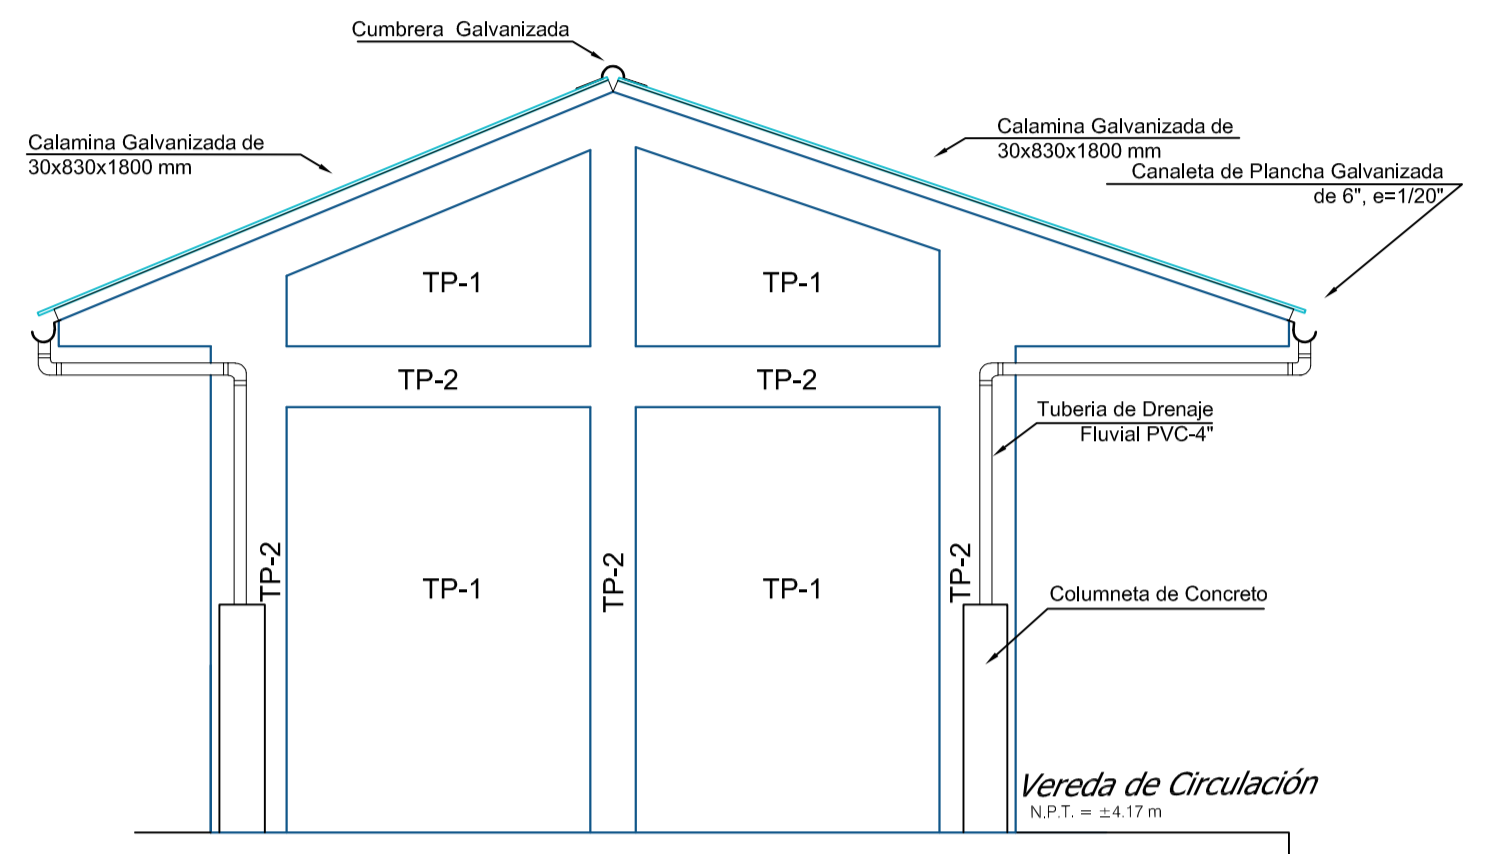 Cumbrera Galvanizada
Calamina Galvanizada de
30x830x1800 mm
Calamina Galvanizada de
30x830x1800 mm
Canaleta de Plancha Galvanizada
de 6", e=1/20"
TP-1
TP-1
TP-2
TP-2
Tuberia de Drenaje
Fluvial PVC-4"
TP-2
TP-1
TP-2
TP-1
TP-2
Columneta de Concreto
Vereda de Circulación
N.P.T. = ±4.17 m